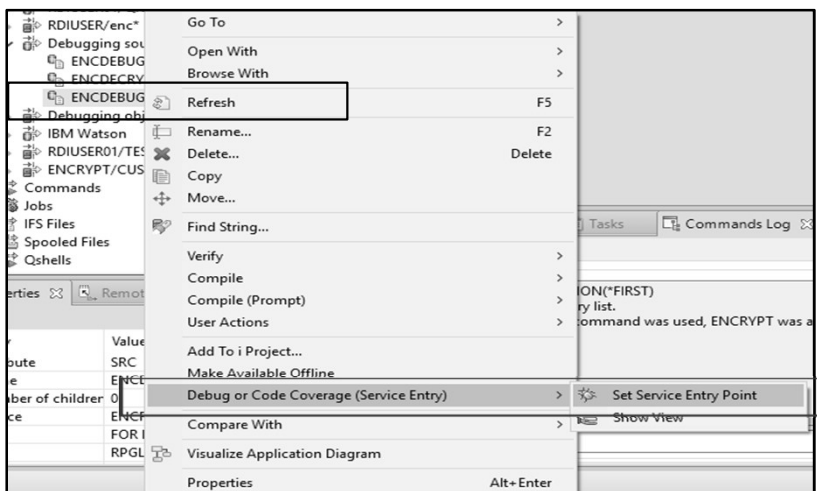 RDIUSER/enc*
Debugging sou
ENCDEBUG
ENCDECRY
ENCDEBUG
Debugging obj
IBM Watson
RDIUSER01/TES
ENCRYPT/CUS
Commands
Jobs
IFS Files
Spooled Files
Qshells
Go To
Open With
Browse With
Refresh F5
Rename... F2
Delete... Delete
Copy
Move...
Find String...
Verify
Compile
Compile (Prompt)
User Actions
Add To i Project...
Make Available Offline
Debug or Code Coverage (Service Entry)
Compare With
Visualize Application Diagram
Properties Alt+Enter
Set Service Entry Point
Show View
Tasks Commands Log
ION(*FIRST)
ry list.
ommand was used, ENCRYPT was a
erties Remot
Value
bute SRC
e
ber of children 0
ce
FOR
RPGL